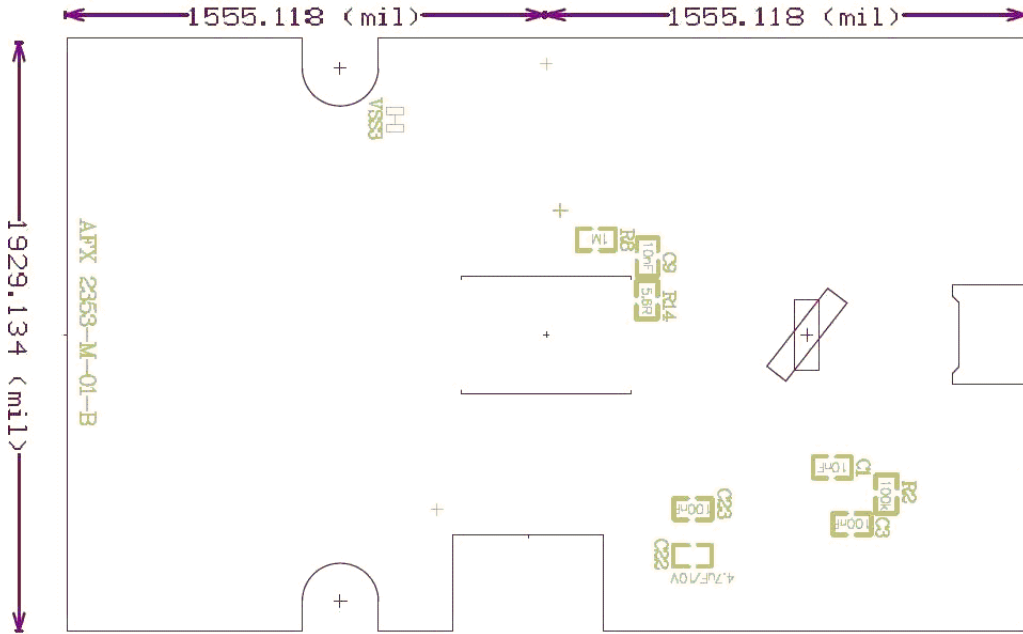 1555.118 (mil)
1555.118 (mil)
1929.134 (mil)
VSS3
AFX 2353-M-01-B
1M
R8
10nF
C9
5.6R
R14
10nF
C1
100k
R2
100nF
C3
100nF
C23
C22
4.7uF/10V